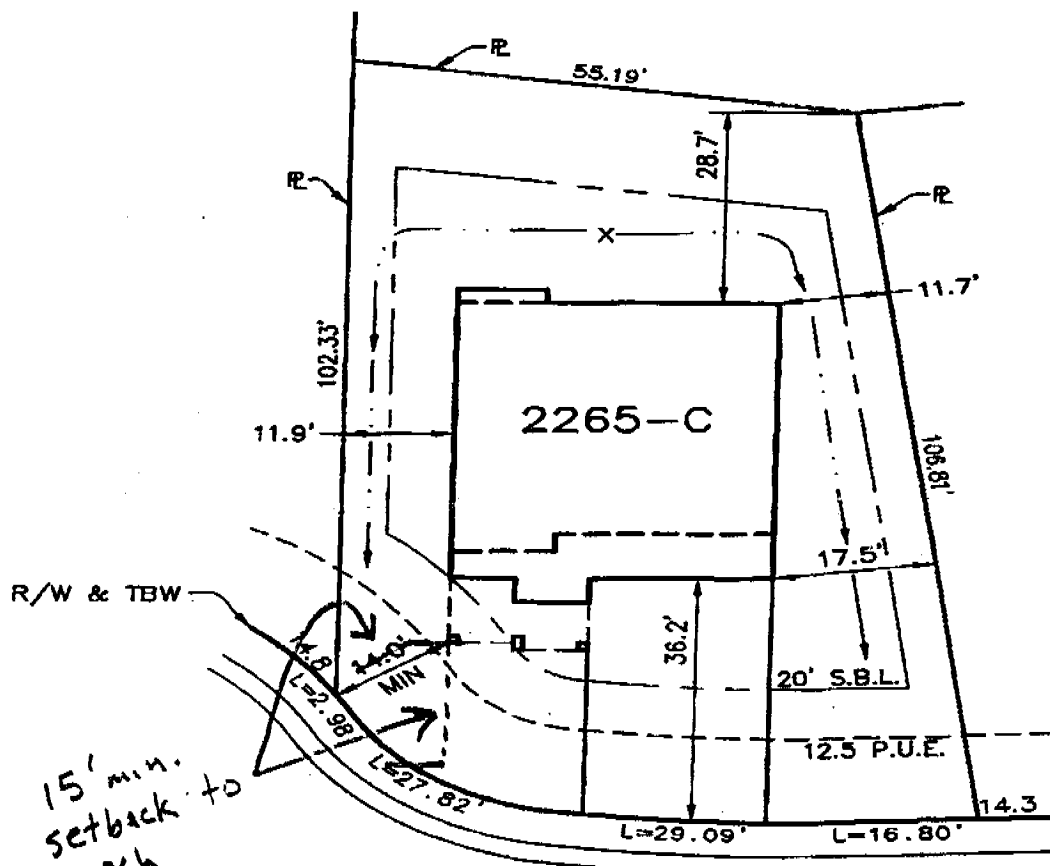 PL
55.19'
28.7'
PL
PL
X
11.7'
102.33'
2265-C
11.9'
106.81'
17.5'
R/W & TBW
14.0'
MIN
36.2'
20' S.B.L.
L=2.98
12.5 P.U.E.
15' min.
setback to
L=27.82'
14.3
L=29.09'
L=16.80'